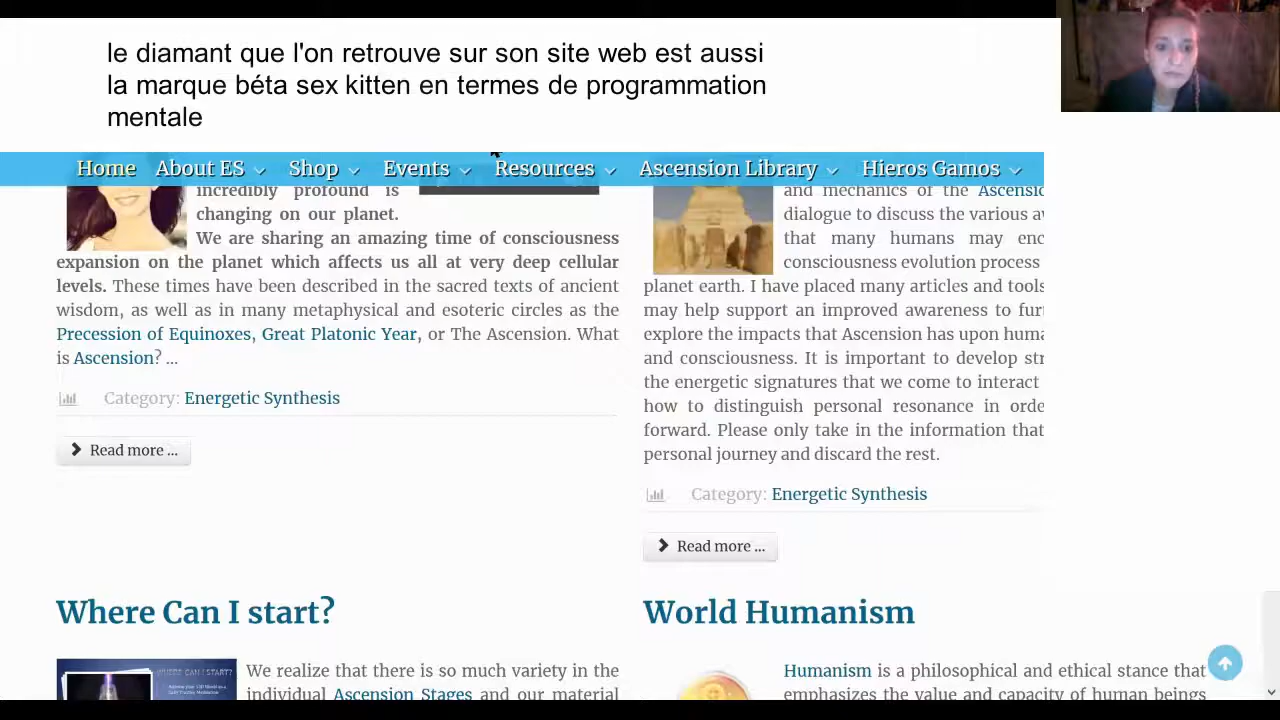 le diamant que l'on retrouve sur son site web est aussi
la marque béta sex kitten en termes de programmation
mentale
Home About ES Shop Events Resources Ascension Library Hieros Gamos
incredibly profound is
changing on our planet.
We are sharing an amazing time of consciousness
expansion on the planet which affects us all at very deep cellular
levels. These times have been described in the sacred texts of ancient
wisdom, as well as in many metaphysical and esoteric circles as the
Precession of Equinoxes, Great Platonic Year, or The Ascension. What
is Ascension? ...
Category: Energetic Synthesis
Read more ...
and mechanics of the
dialogue to discuss the various
that many humans may
consciousness evolution process
planet earth. I have placed many articles and tools
may help support an improved awareness to
explore the impacts that Ascension has upon
and consciousness. It is important to develop
the energetic signatures that we come to interact
how to distinguish personal resonance in
forward. Please only take in the information that
personal journey and discard the rest.
Category: Energetic Synthesis
Read more ...
Where Can I start?
WHERE CAN I START?
We realize that there is so much variety in the
individual Ascension Stages and our material
World Humanism
Humanism is a philosophical and ethical stance that
emphasizes the value and capacity of human beings